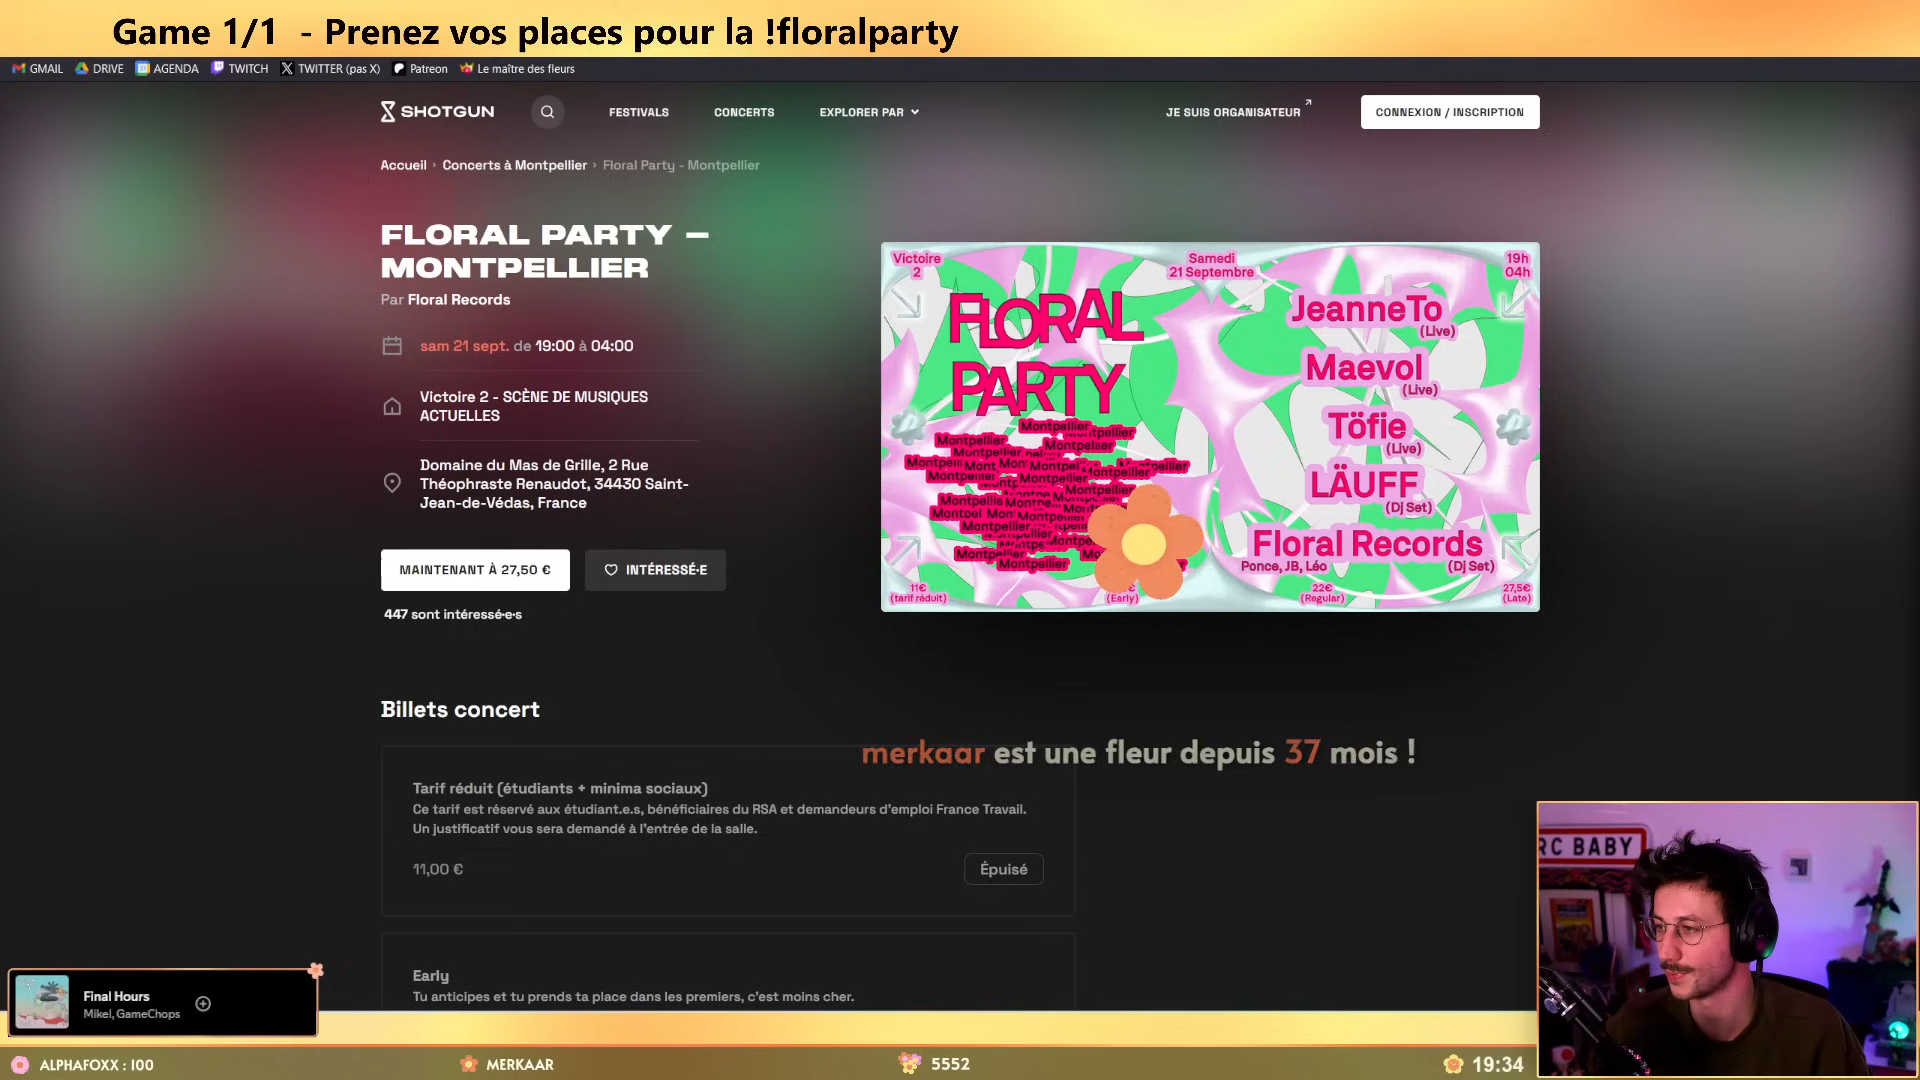 Game 1/1 - Prenez vos places pour la !floralparty
GMAIL
DRIVE
AGENDA
TWITCH
TWITTER (pas X)
Patreon
Le maître des fleurs
SHOTGUN
FESTIVALS
CONCERTS
EXPLORER PAR
JE SUIS ORGANISATEUR
CONNEXION / INSCRIPTION
Accueil › Concerts à Montpellier › Floral Party - Montpellier
FLORAL PARTY –
MONTPELLIER
Par Floral Records
sam 21 sept. de 19:00 à 04:00
Victoire 2 - SCÈNE DE MUSIQUES
ACTUELLES
Domaine du Mas de Grille, 2 Rue
Théophraste Renaudot, 34430 Saint-
Jean-de-Védas, France
MAINTENANT À 27,50 €
INTÉRESSÉ·E
447 sont intéressé·e·s
Victoire
2
Samedi
21 Septembre
19h
04h
FLORAL
PARTY
Montpellier
Montpellier
Montpellier
Montpellier
Montpellier
Montpellier
Montpellier
JeanneTo
(Live)
Maevol
(Live)
Töfie
(Live)
LÄUFF
(Dj Set)
Floral Records
Ponce, JB, Léo
(Dj Set)
11€
(tarif réduit)
(Early)
22€
(Regular)
27,5€
(Late)
Billets concert
merkaar est une fleur depuis 37 mois !
Tarif réduit (étudiants + minima sociaux)
Ce tarif est réservé aux étudiant.e.s, bénéficiaires du RSA et demandeurs d'emploi France Travail.
Un justificatif vous sera demandé à l'entrée de la salle.
11,00 €
Épuisé
Early
Tu anticipes et tu prends ta place dans les premiers, c'est moins cher.
RC BABY
Final Hours
Mikel, GameChops
ALPHAFOXX : 100
MERKAAR
5552
19:34